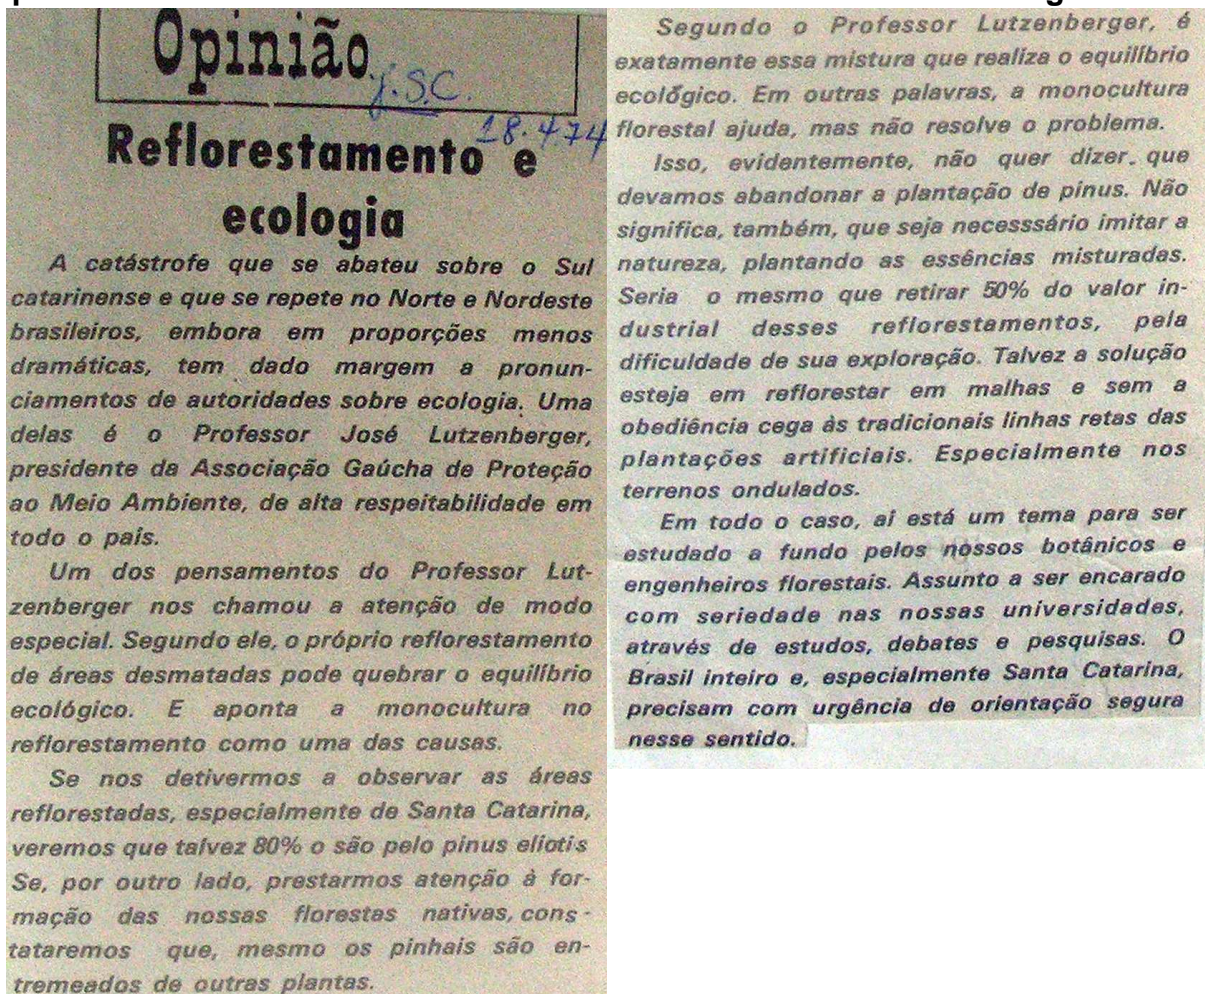 Opinião
J.SC.
18.4.74
Reflorestamento e
ecologia
A catástrofe que se abateu sobre o Sul
catarinense e que se repete no Norte e Nordeste
brasileiros, embora em proporções menos
dramáticas, tem dado margem a pronun-
ciamentos de autoridades sobre ecologia. Uma
delas é o Professor José Lutzenberger,
presidente da Associação Gaúcha de Proteção
ao Meio Ambiente, de alta respeitabilidade em
todo o país.
Um dos pensamentos do Professor Lut-
zenberger nos chamou a atenção de modo
especial. Segundo ele, o próprio reflorestamento
de áreas desmatadas pode quebrar o equilíbrio
ecológico. E aponta a monocultura no
reflorestamento como uma das causas.
Se nos detivermos a observar as áreas
reflorestadas, especialmente de Santa Catarina,
veremos que talvez 80% o são pelo pinus eliotis
Se, por outro lado, prestarmos atenção à for-
mação das nossas florestas nativas, cons-
tataremos que, mesmo os pinhais são en-
tremeados de outras plantas.
Segundo o Professor Lutzenberger, é
exatamente essa mistura que realiza o equilíbrio
ecológico. Em outras palavras, a monocultura
florestal ajuda, mas não resolve o problema.
Isso, evidentemente, não quer dizer que
devamos abandonar a plantação de pinus. Não
significa, também, que seja necesssário imitar a
natureza, plantando as essências misturadas.
Seria o mesmo que retirar 50% do valor in-
dustrial desses reflorestamentos, pela
dificuldade de sua exploração. Talvez a solução
esteja em reflorestar em malhas e sem a
obediência cega às tradicionais linhas retas das
plantações artificiais. Especialmente nos
terrenos ondulados.
Em todo o caso, ai está um tema para ser
estudado a fundo pelos nossos botânicos e
engenheiros florestais. Assunto a ser encarado
com seriedade nas nossas universidades,
através de estudos, debates e pesquisas. O
Brasil inteiro e, especialmente Santa Catarina,
precisam com urgência de orientação segura
nesse sentido.